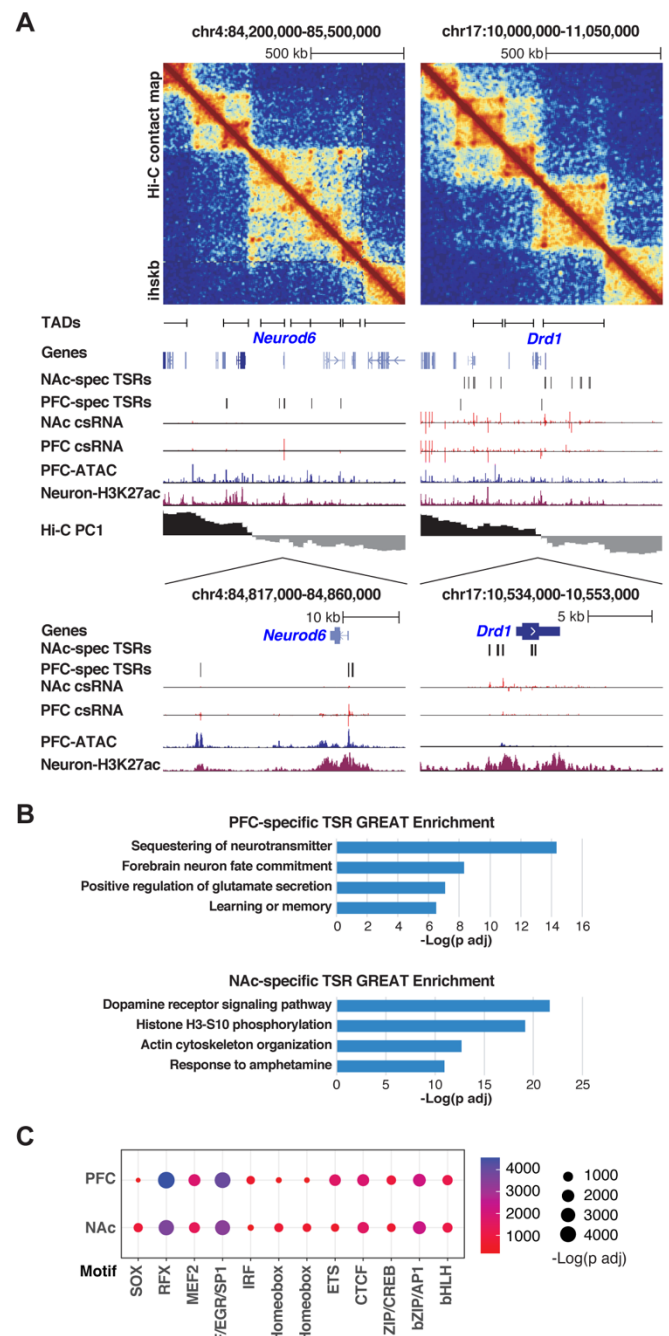 A
chr4:84,200,000-85,500,000
chr17:10,000,000-11,050,000
500 kb
500 kb
Hi-C contact map
ihskb
TADs
Neurod6
Drd1
Genes
NAc-spec TSRs
PFC-spec TSRs
NAc csRNA
PFC csRNA
PFC-ATAC
Neuron-H3K27ac
Hi-C PC1
chr4:84,817,000-84,860,000
chr17:10,534,000-10,553,000
10 kb
5 kb
Genes
Neurod6
Drd1
NAc-spec TSRs
PFC-spec TSRs
NAc csRNA
PFC csRNA
PFC-ATAC
Neuron-H3K27ac
B
PFC-specific TSR GREAT Enrichment
Sequestering of neurotransmitter
Forebrain neuron fate commitment
Positive regulation of glutamate secretion
Learning or memory
0 2 4 6 8 10 12 14 16
-Log(p adj)
NAc-specific TSR GREAT Enrichment
Dopamine receptor signaling pathway
Histone H3-S10 phosphorylation
Actin cytoskeleton organization
Response to amphetamine
0 5 10 15 20 25
-Log(p adj)
C
PFC
NAc
4000
3000
2000
1000
1000
2000
3000
4000
-Log(p adj)
Motif
SOX
RFX
MEF2
/EGR/SP1
IRF
Homeobox
Homeobox
ETS
CTCF
ZIP/CREB
bZIP/AP1
bHLH